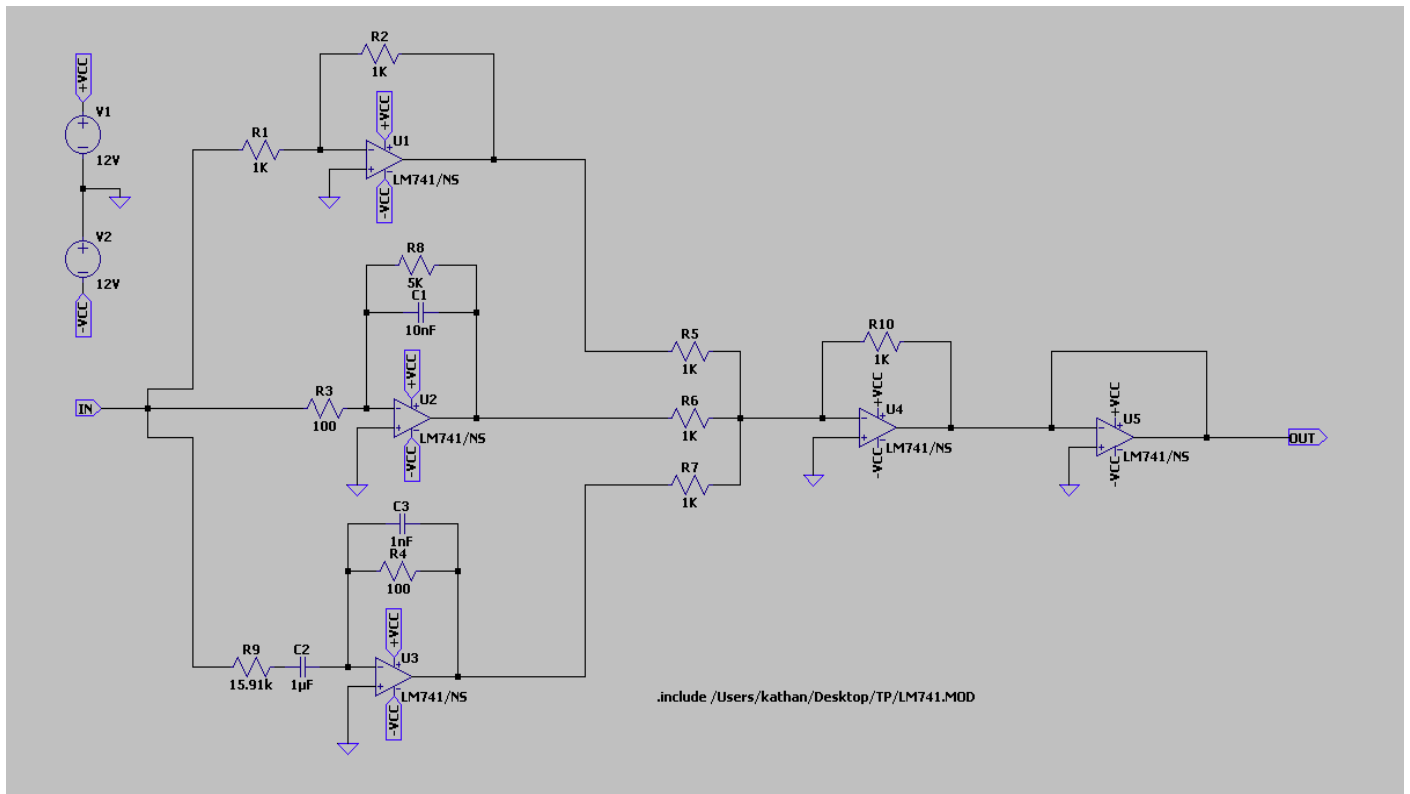 R2
1K
+VCC
V1
12V
+VCC
R1
1K
U1
LM741/NS
-VCC
V2
12V
-VCC
R8
5K
C1
10nF
+VCC
R3
100
U2
LM741/NS
-VCC
IN
R5
1K
R6
1K
R7
1K
R10
1K
+VCC
U4
LM741/NS
-VCC
+VCC
U5
LM741/NS
-VCC
OUT
C3
1nF
R4
100
+VCC
R9
15.91k
C2
1µF
U3
LM741/NS
-VCC
.include /Users/kathan/Desktop/TP/LM741.MOD